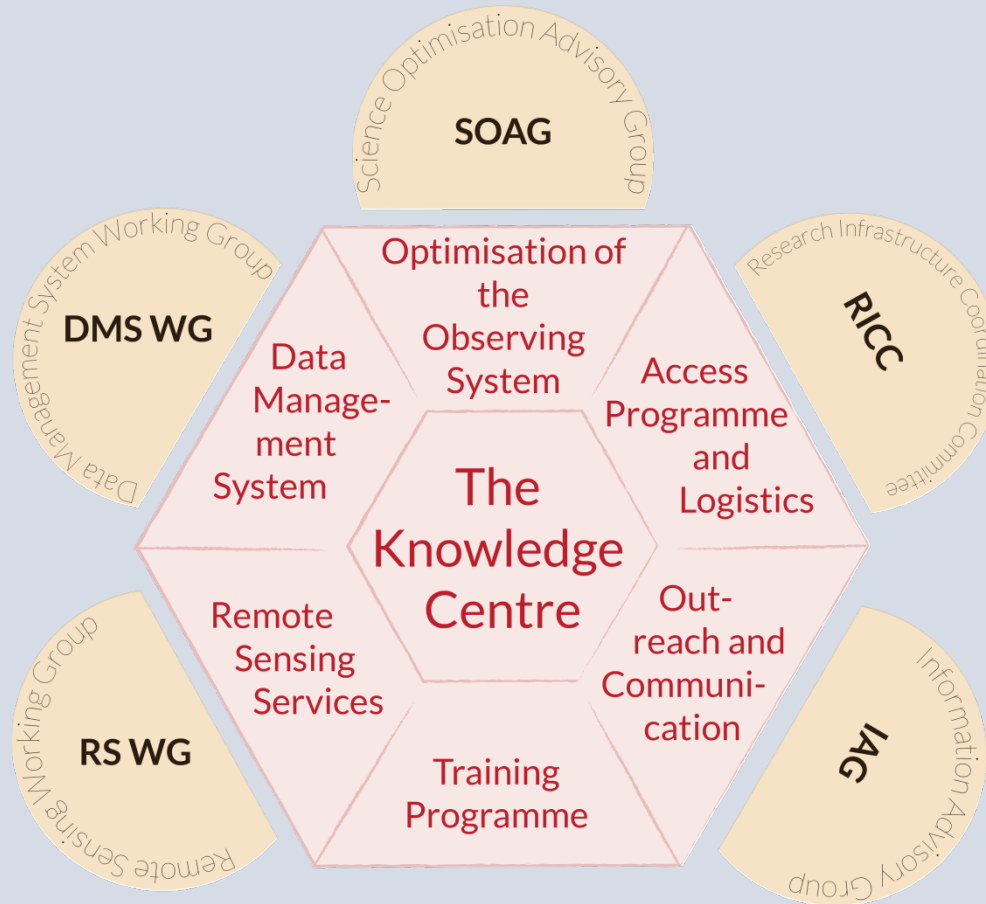 Science Optimisation Advisory Group
SOAG
Data Management System Working Group
DMS WG
Research Infrastructure Coordination Committee
RICC
Optimisation of
the
Observing
System
Data
Manage-
ment
System
Access
Programme
and
Logistics
The
Knowledge
Centre
Remote
Sensing
Services
Out-
reach and
Communi-
cation
Training
Programme
Remote Sensing Working Group
RS WG
Information Advisory Group
IAG